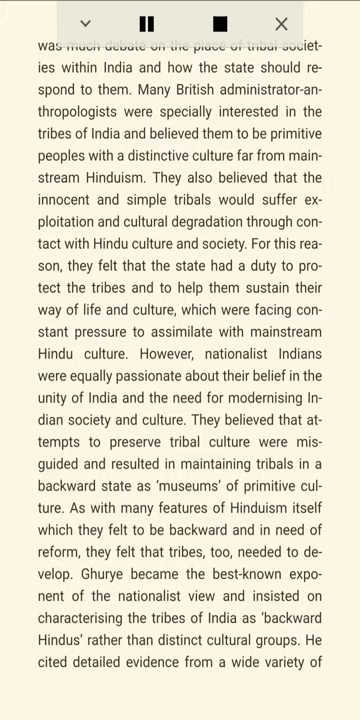 was much debate on the place of tribal societ-
ies within India and how the state should re-
spond to them. Many British administrator-an-
thropologists were specially interested in the
tribes of India and believed them to be primitive
peoples with a distinctive culture far from main-
stream Hinduism. They also believed that the
innocent and simple tribals would suffer ex-
ploitation and cultural degradation through con-
tact with Hindu culture and society. For this rea-
son, they felt that the state had a duty to pro-
tect the tribes and to help them sustain their
way of life and culture, which were facing con-
stant pressure to assimilate with mainstream
Hindu culture. However, nationalist Indians
were equally passionate about their belief in the
unity of India and the need for modernising In-
dian society and culture. They believed that at-
tempts to preserve tribal culture were mis-
guided and resulted in maintaining tribals in a
backward state as ‘museums’ of primitive cul-
ture. As with many features of Hinduism itself
which they felt to be backward and in need of
reform, they felt that tribes, too, needed to de-
velop. Ghurye became the best-known expo-
nent of the nationalist view and insisted on
characterising the tribes of India as ‘backward
Hindus’ rather than distinct cultural groups. He
cited detailed evidence from a wide variety of